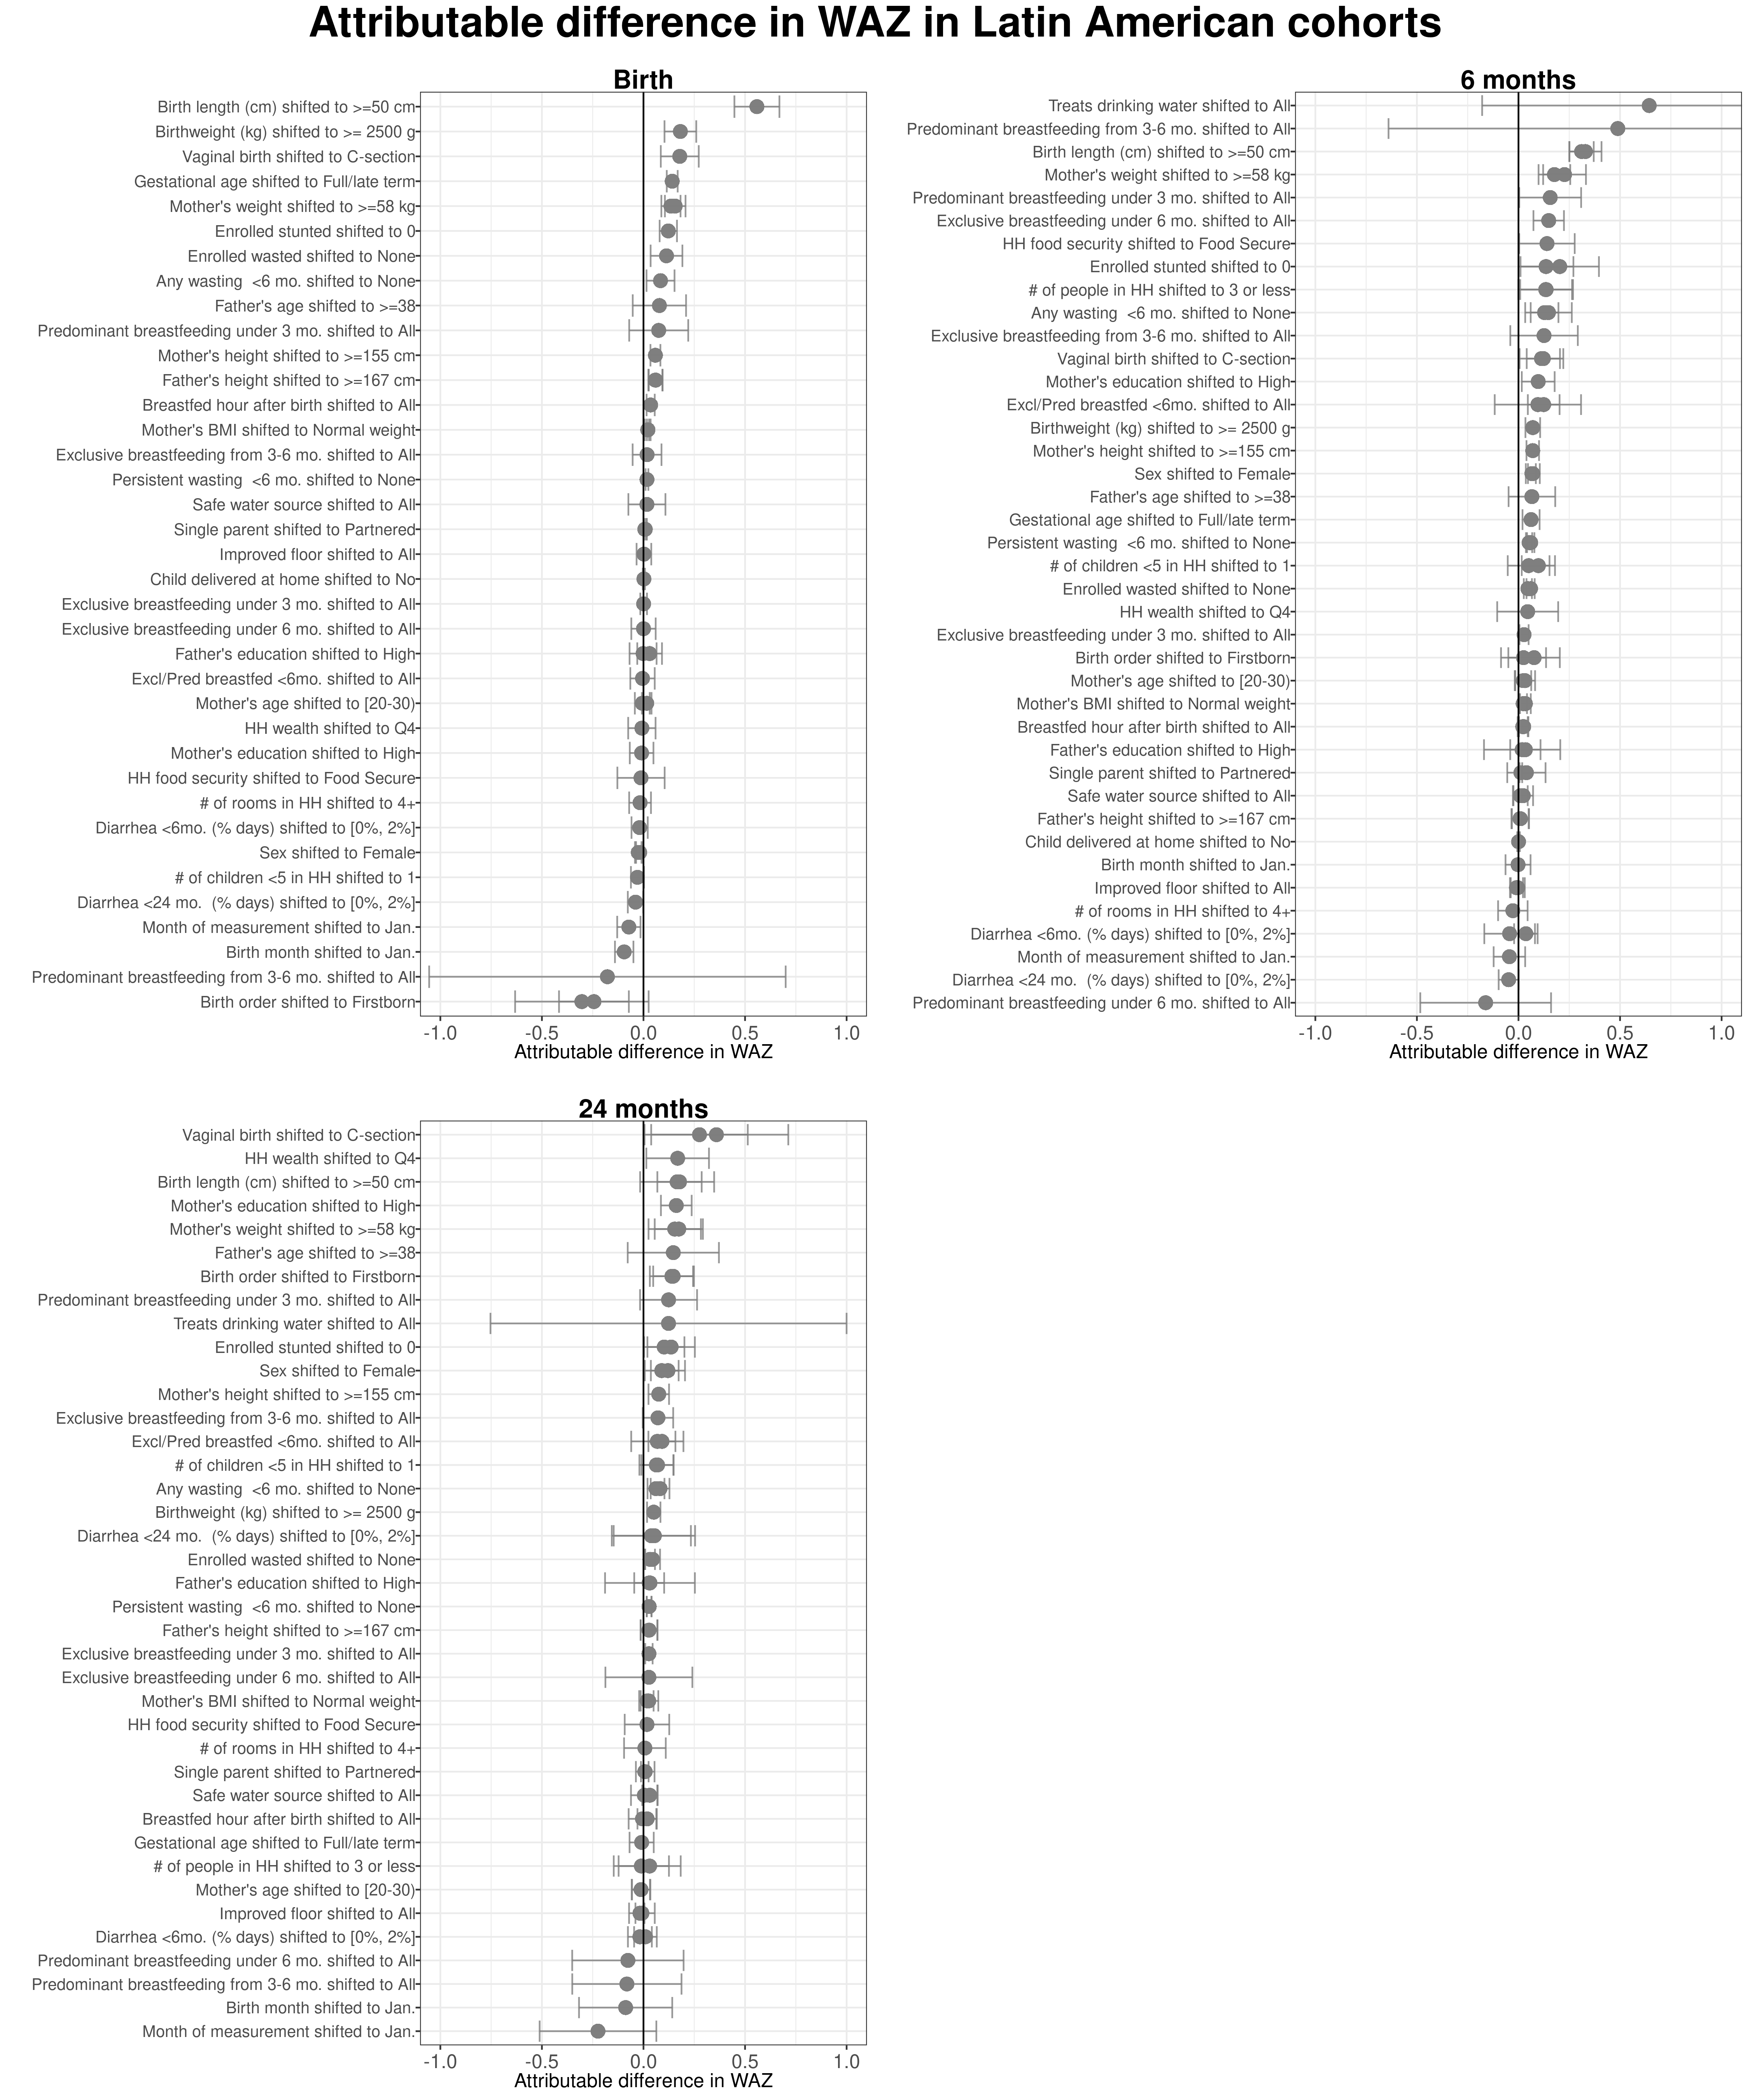 Attributable difference in WAZ in Latin American cohorts
Birth
Birth length (cm) shifted to >=50 cm
Birthweight (kg) shifted to >= 2500 g
Vaginal birth shifted to C-section
Gestational age shifted to Full/late term
Mother's weight shifted to >=58 kg
Enrolled stunted shifted to 0
Enrolled wasted shifted to None
Any wasting  <6 mo. shifted to None
Father's age shifted to >=38
Predominant breastfeeding under 3 mo. shifted to All
Mother's height shifted to >=155 cm
Father's height shifted to >=167 cm
Breastfed hour after birth shifted to All
Mother's BMI shifted to Normal weight
Exclusive breastfeeding from 3-6 mo. shifted to All
Persistent wasting  <6 mo. shifted to None
Safe water source shifted to All
Single parent shifted to Partnered
Improved floor shifted to All
Child delivered at home shifted to No
Exclusive breastfeeding under 3 mo. shifted to All
Exclusive breastfeeding under 6 mo. shifted to All
Father's education shifted to High
Excl/Pred breastfed <6mo. shifted to All
Mother's age shifted to [20-30)
HH wealth shifted to Q4
Mother's education shifted to High
HH food security shifted to Food Secure
# of rooms in HH shifted to 4+
Diarrhea <6mo. (% days) shifted to [0%, 2%]
Sex shifted to Female
# of children <5 in HH shifted to 1
Diarrhea <24 mo.  (% days) shifted to [0%, 2%]
Month of measurement shifted to Jan.
Birth month shifted to Jan.
Predominant breastfeeding from 3-6 mo. shifted to All
Birth order shifted to Firstborn
-1.0 -0.5 0.0 0.5 1.0
Attributable difference in WAZ
6 months
Treats drinking water shifted to All
Predominant breastfeeding from 3-6 mo. shifted to All
Birth length (cm) shifted to >=50 cm
Mother's weight shifted to >=58 kg
Predominant breastfeeding under 3 mo. shifted to All
Exclusive breastfeeding under 6 mo. shifted to All
HH food security shifted to Food Secure
Enrolled stunted shifted to 0
# of people in HH shifted to 3 or less
Any wasting  <6 mo. shifted to None
Exclusive breastfeeding from 3-6 mo. shifted to All
Vaginal birth shifted to C-section
Mother's education shifted to High
Excl/Pred breastfed <6mo. shifted to All
Birthweight (kg) shifted to >= 2500 g
Mother's height shifted to >=155 cm
Sex shifted to Female
Father's age shifted to >=38
Gestational age shifted to Full/late term
Persistent wasting  <6 mo. shifted to None
# of children <5 in HH shifted to 1
Enrolled wasted shifted to None
HH wealth shifted to Q4
Exclusive breastfeeding under 3 mo. shifted to All
Birth order shifted to Firstborn
Mother's age shifted to [20-30)
Mother's BMI shifted to Normal weight
Breastfed hour after birth shifted to All
Father's education shifted to High
Single parent shifted to Partnered
Safe water source shifted to All
Father's height shifted to >=167 cm
Child delivered at home shifted to No
Birth month shifted to Jan.
Improved floor shifted to All
# of rooms in HH shifted to 4+
Diarrhea <6mo. (% days) shifted to [0%, 2%]
Month of measurement shifted to Jan.
Diarrhea <24 mo.  (% days) shifted to [0%, 2%]
Predominant breastfeeding under 6 mo. shifted to All
-1.0 -0.5 0.0 0.5 1.0
Attributable difference in WAZ
24 months
Vaginal birth shifted to C-section
HH wealth shifted to Q4
Birth length (cm) shifted to >=50 cm
Mother's education shifted to High
Mother's weight shifted to >=58 kg
Father's age shifted to >=38
Birth order shifted to Firstborn
Predominant breastfeeding under 3 mo. shifted to All
Treats drinking water shifted to All
Enrolled stunted shifted to 0
Sex shifted to Female
Mother's height shifted to >=155 cm
Exclusive breastfeeding from 3-6 mo. shifted to All
Excl/Pred breastfed <6mo. shifted to All
# of children <5 in HH shifted to 1
Any wasting  <6 mo. shifted to None
Birthweight (kg) shifted to >= 2500 g
Diarrhea <24 mo.  (% days) shifted to [0%, 2%]
Enrolled wasted shifted to None
Father's education shifted to High
Persistent wasting  <6 mo. shifted to None
Father's height shifted to >=167 cm
Exclusive breastfeeding under 3 mo. shifted to All
Exclusive breastfeeding under 6 mo. shifted to All
Mother's BMI shifted to Normal weight
HH food security shifted to Food Secure
# of rooms in HH shifted to 4+
Single parent shifted to Partnered
Safe water source shifted to All
Breastfed hour after birth shifted to All
Gestational age shifted to Full/late term
# of people in HH shifted to 3 or less
Mother's age shifted to [20-30)
Improved floor shifted to All
Diarrhea <6mo. (% days) shifted to [0%, 2%]
Predominant breastfeeding under 6 mo. shifted to All
Predominant breastfeeding from 3-6 mo. shifted to All
Birth month shifted to Jan.
Month of measurement shifted to Jan.
-1.0 -0.5 0.0 0.5 1.0
Attributable difference in WAZ